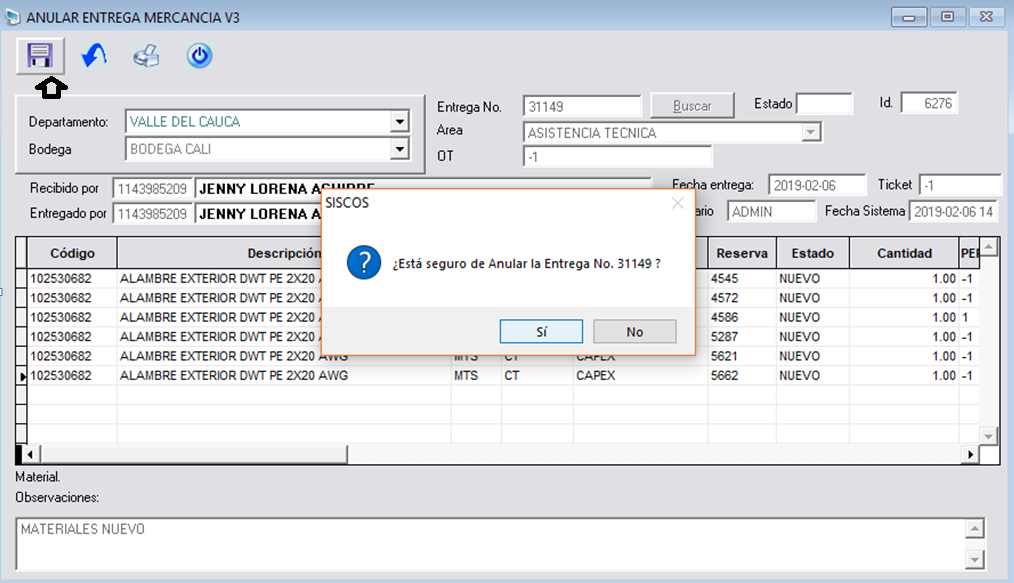 ANULAR ENTREGA MERCANCIA V3
Departamento: VALLE DEL CAUCA
Bodega BODEGA CALI
Entrega No. 31149 Buscar Estado Id. 6276
Área ASISTENCIA TECNICA
OT -1
Recibido por 1143985209 JENNY LORENA AGUIRRE Fecha entrega: 2019-02-06 Ticket -1
Entregado por 1143985209 JENNY LORENA ADMIN Fecha Sistema 2019-02-06 14
SISCOS
¿Está seguro de Anular la Entrega No. 31149 ?
Sí No
Código Descripción Reserva Estado Cantidad
102530682 ALAMBRE EXTERIOR DWT PE 2X20 4545 NUEVO 1.00 -1
102530682 ALAMBRE EXTERIOR DWT PE 2X20 4572 NUEVO 1.00 -1
102530682 ALAMBRE EXTERIOR DWT PE 2X20 4586 NUEVO 1.00 1
102530682 ALAMBRE EXTERIOR DWT PE 2X20 5287 NUEVO 1.00 -1
102530682 ALAMBRE EXTERIOR DWT PE 2X20 AWG MTS CT CAPEX 5621 NUEVO 1.00 -1
102530682 ALAMBRE EXTERIOR DWT PE 2X20 AWG MTS CT CAPEX 5662 NUEVO 1.00 -1
Material.
Observaciones:
MATERIALES NUEVO